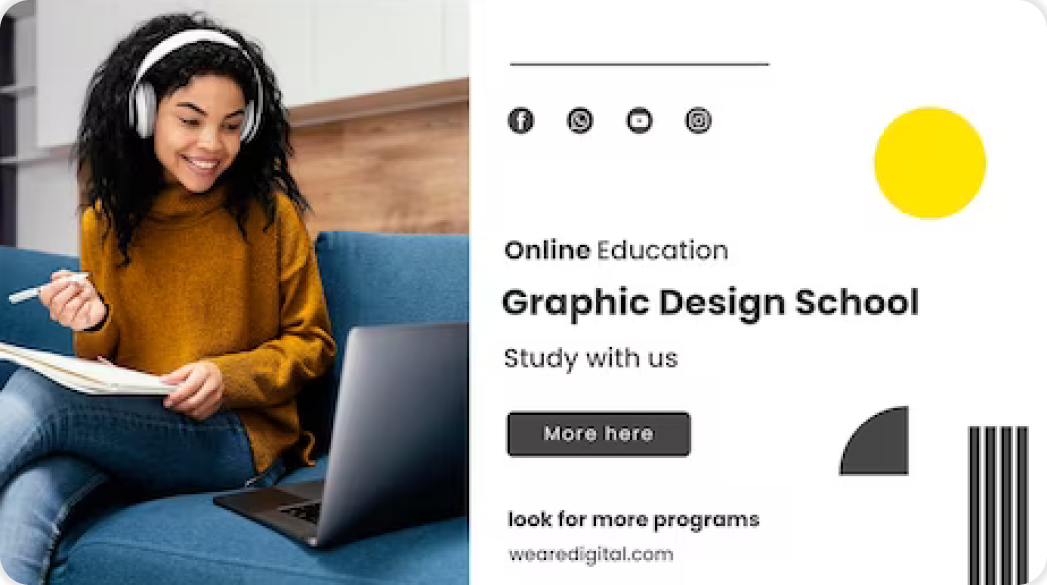 Online Education
Graphic Design School
Study with us
More here
look for more programs
wearedigital.com